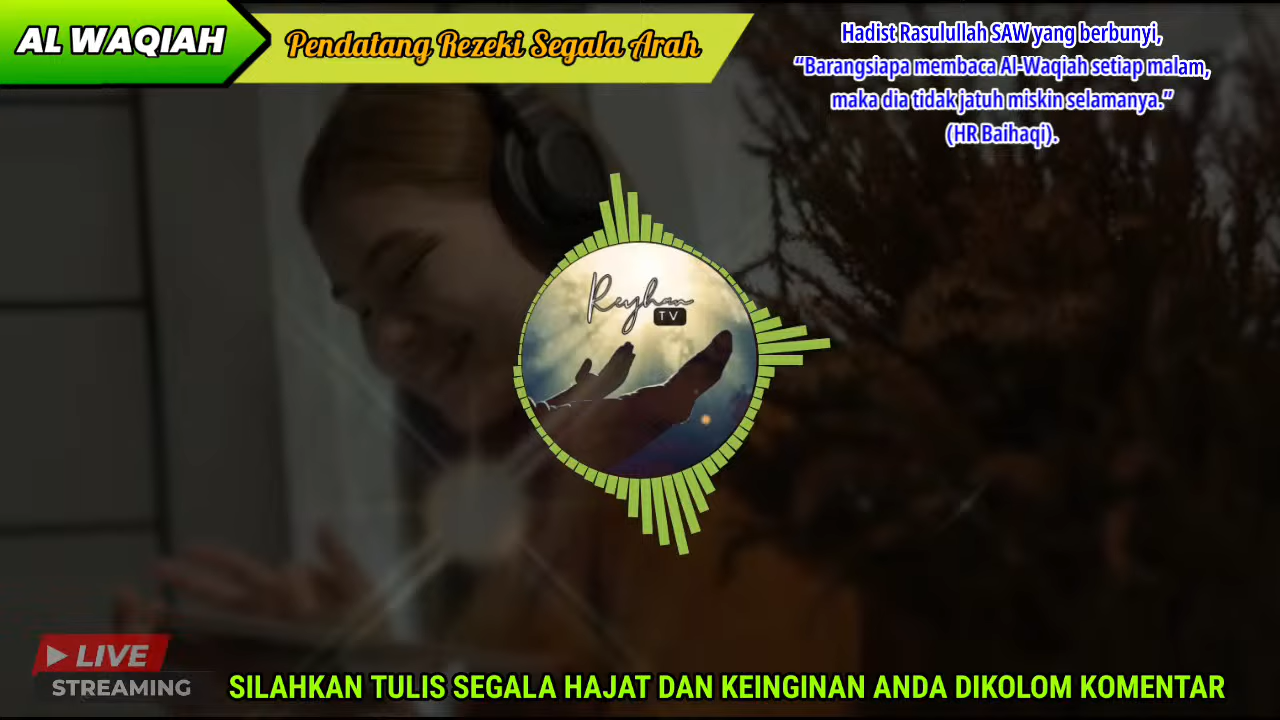 AL WAQIAH
Pendatang Rezeki Segala Arah
Hadist Rasulullah SAW yang berbunyi,
“Barangsiapa membaca Al-Waqiah setiap malam,
maka dia tidak jatuh miskin selamanya.”
(HR Baihaqi).
Reyhan
TV
LIVE
STREAMING
SILAHKAN TULIS SEGALA HAJAT DAN KEINGINAN ANDA DIKOLOM KOMENTAR